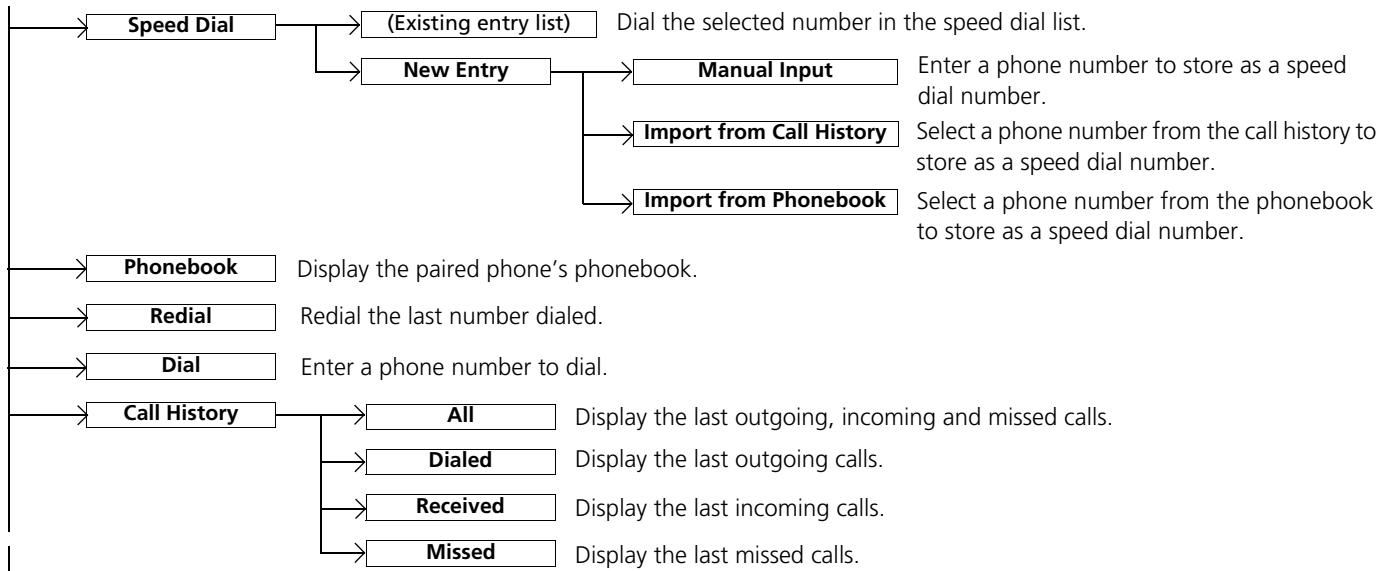 Speed Dial
(Existing entry list)
Dial the selected number in the speed dial list.
New Entry
Manual Input
Enter a phone number to store as a speed
dial number.
Import from Call History
Select a phone number from the call history to
store as a speed dial number.
Import from Phonebook
Select a phone number from the phonebook
to store as a speed dial number.
Phonebook
Display the paired phone’s phonebook.
Redial
Redial the last number dialed.
Dial
Enter a phone number to dial.
Call History
All
Display the last outgoing, incoming and missed calls.
Dialed
Display the last outgoing calls.
Received
Display the last incoming calls.
Missed
Display the last missed calls.